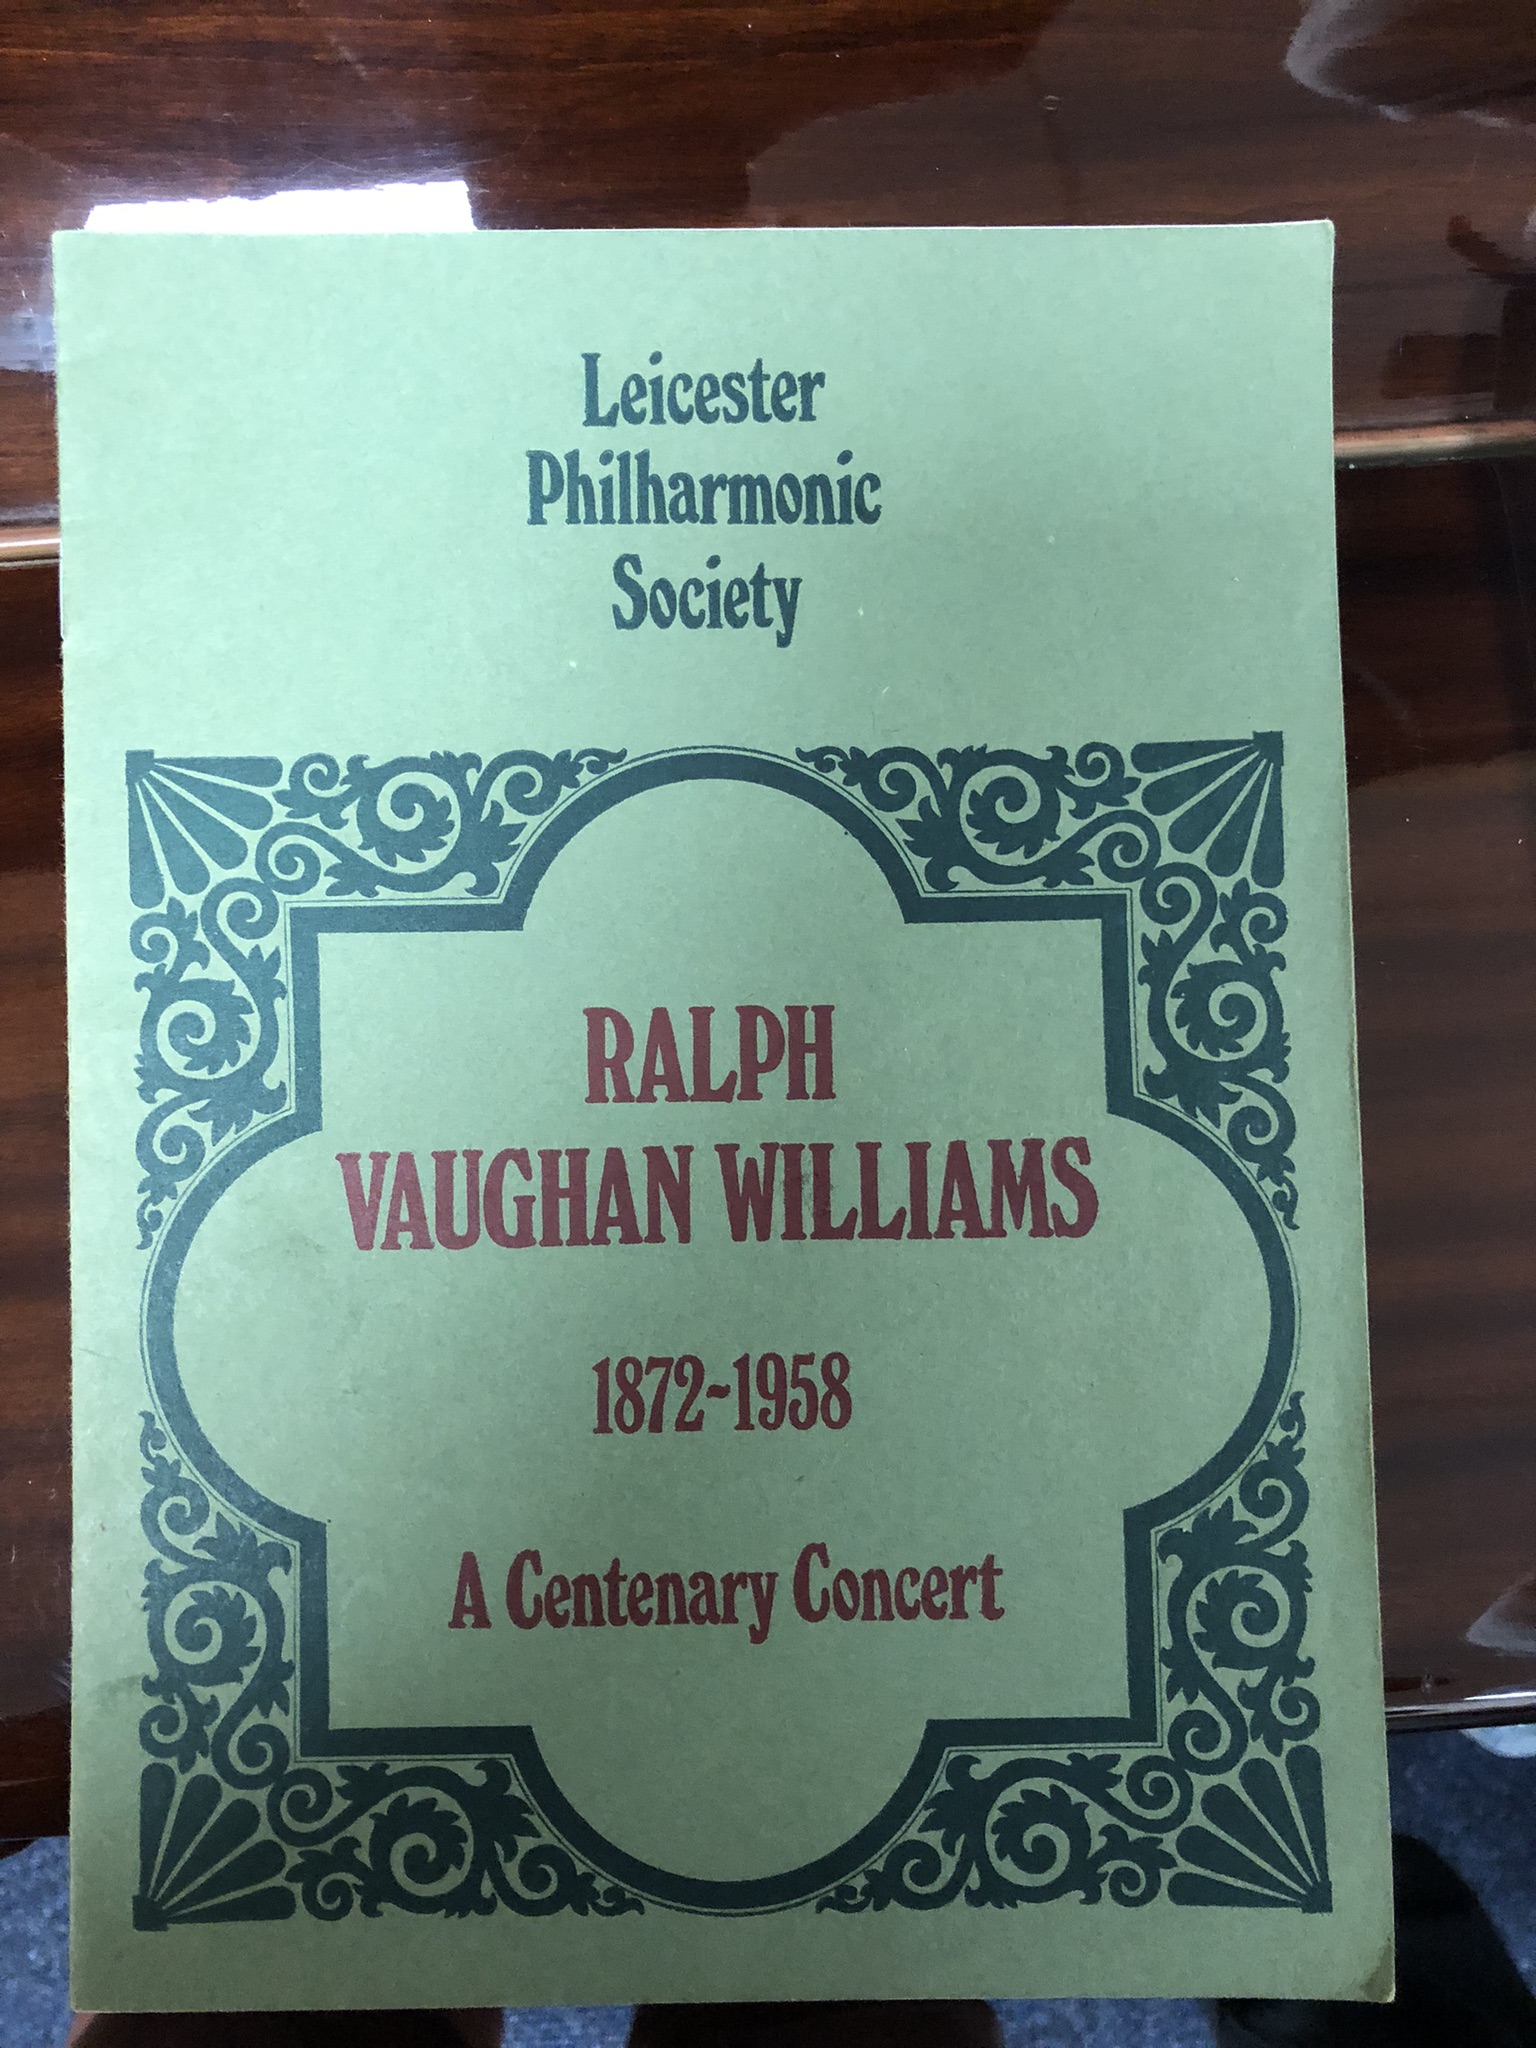 Leicester
Philharmonic
Society
RALPH
VAUGHAN WILLIAMS
1872-1958
A Centenary Concert